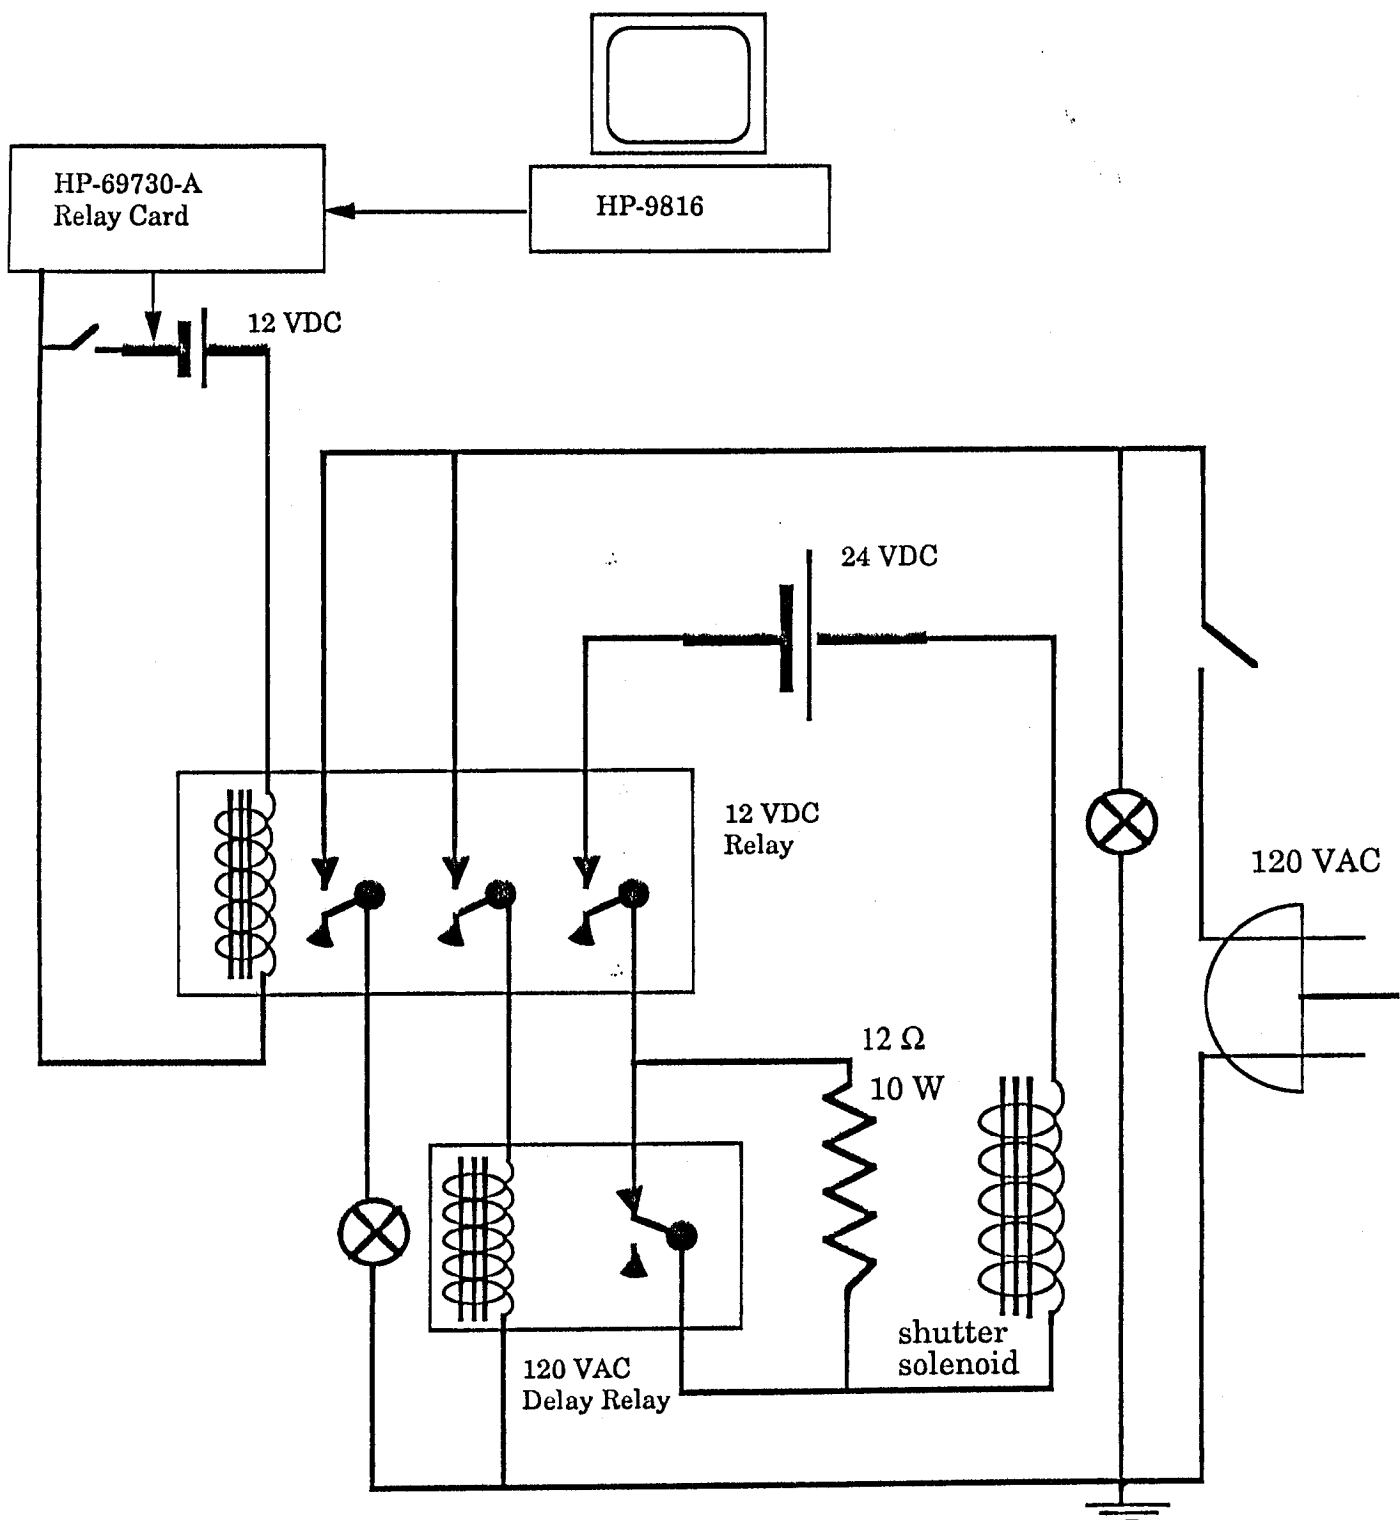 HP-69730-A
Relay Card
HP-9816
12 VDC
24 VDC
12 VDC
Relay
120 VAC
12 Ω
10 W
shutter
solenoid
120 VAC
Delay Relay